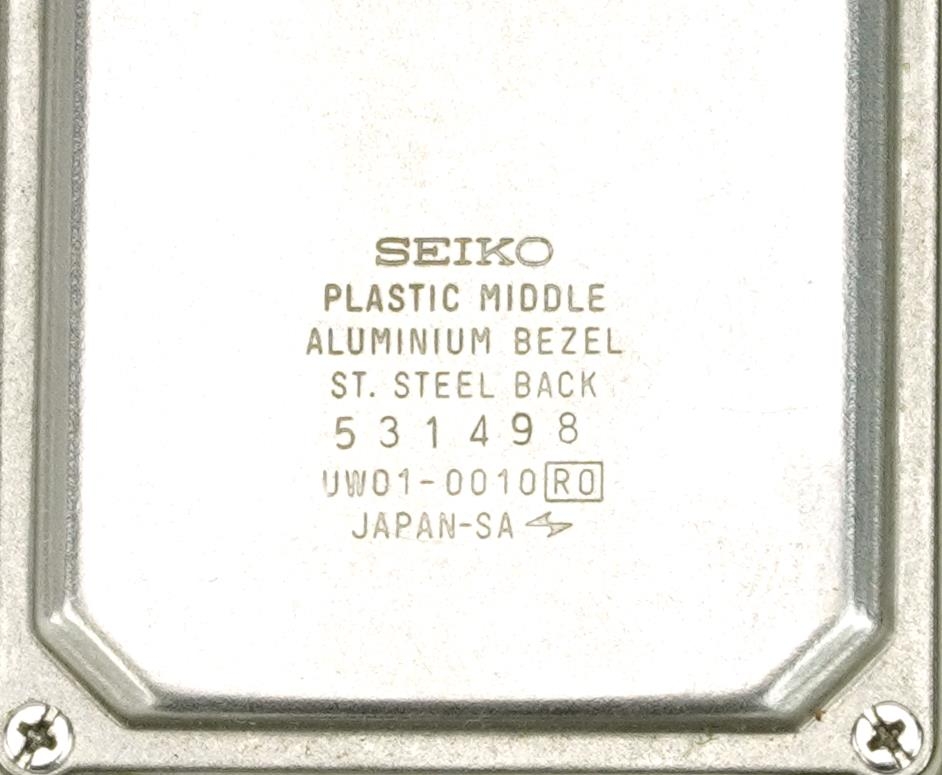 SEIKO
PLASTIC MIDDLE
ALUMINIUM BEZEL
ST. STEEL BACK
531498
UW01-0010 R0
JAPAN-SA